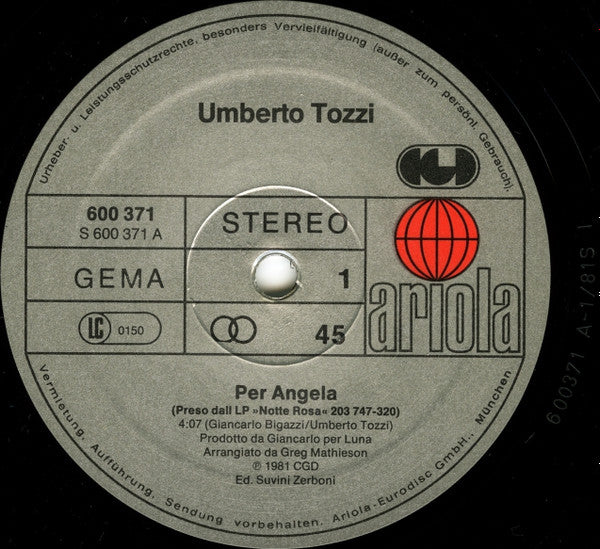 Urheber- u. Leistungsschutzrechte, besonders Vervielfältigung (außer zum persönl. Gebrauch),
Umberto Tozzi
CGD
600 371
S 600 371 A
STEREO
GEMA
1
LC 0150
45
ariola
Per Angela
(Preso dall LP »Notte Rosa« 203 747-320)
4:07 (Giancarlo Bigazzi/Umberto Tozzi)
Prodotto da Giancarlo per Luna
Arrangiato da Greg Mathieson
℗ 1981 CGD
Ed. Suvini Zerboni
Vermietung, Aufführung, Sendung vorbehalten. Ariola-Eurodisc GmbH., München
600371 A-1/81S 1